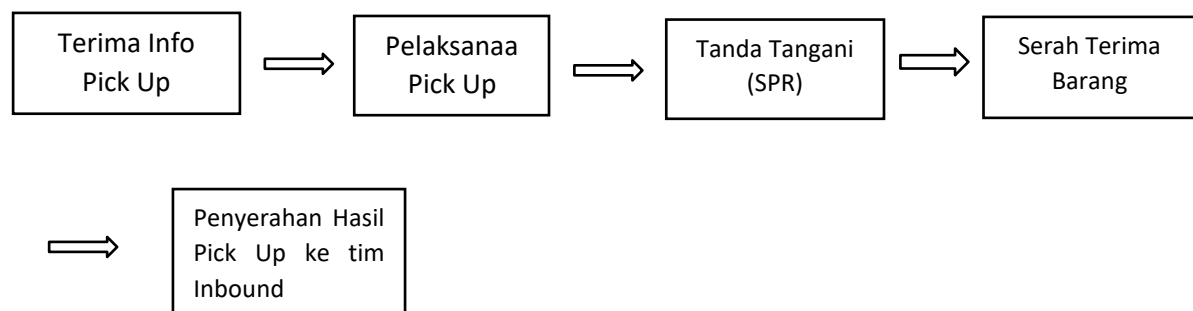 Terima Info
Pick Up
Pelaksanaa
Pick Up
Tanda Tangani
(SPR)
Serah Terima
Barang
Penyerahan Hasil
Pick Up ke tim
Inbound